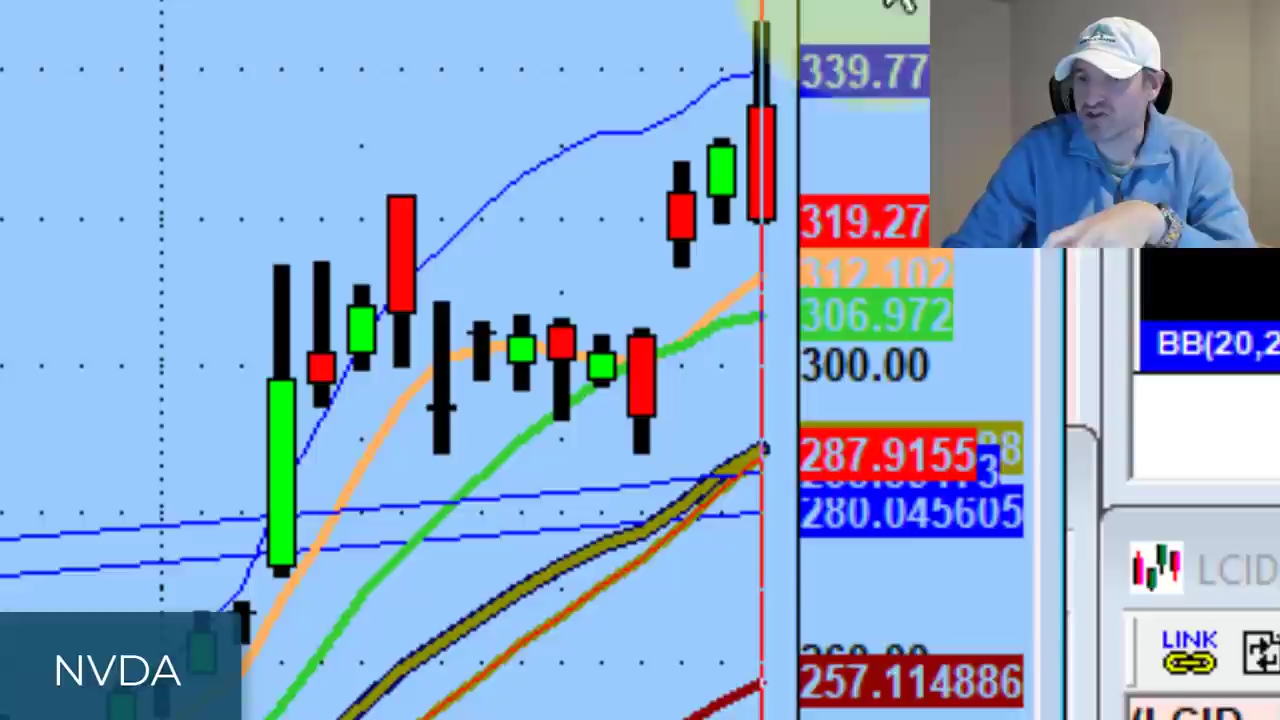 339.77
319.27
312.102
306.972
300.00
BB(20,2
287.9155
280.045605
LCID
LINK
257.114886
NVDA